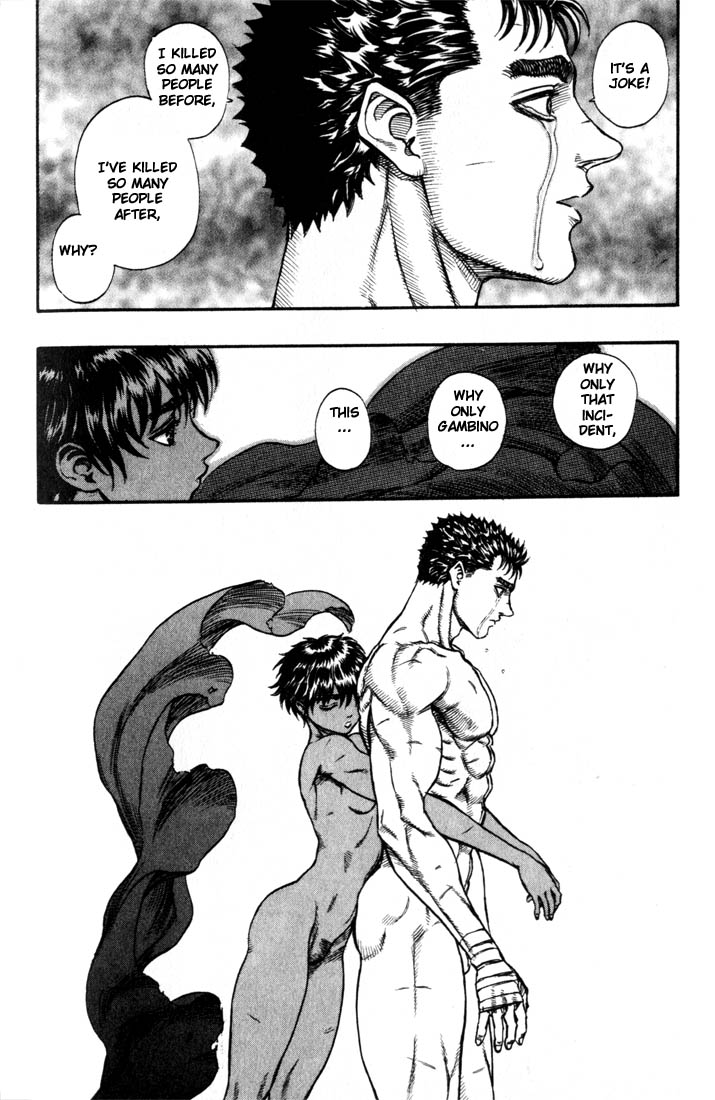 IT'S A
JOKE!
I KILLED
SO MANY
PEOPLE
BEFORE,
I'VE KILLED
SO MANY
PEOPLE
AFTER,
WHY?
WHY
ONLY
THAT
INCI-
DENT,
WHY
ONLY
GAMBINO
...
THIS
...